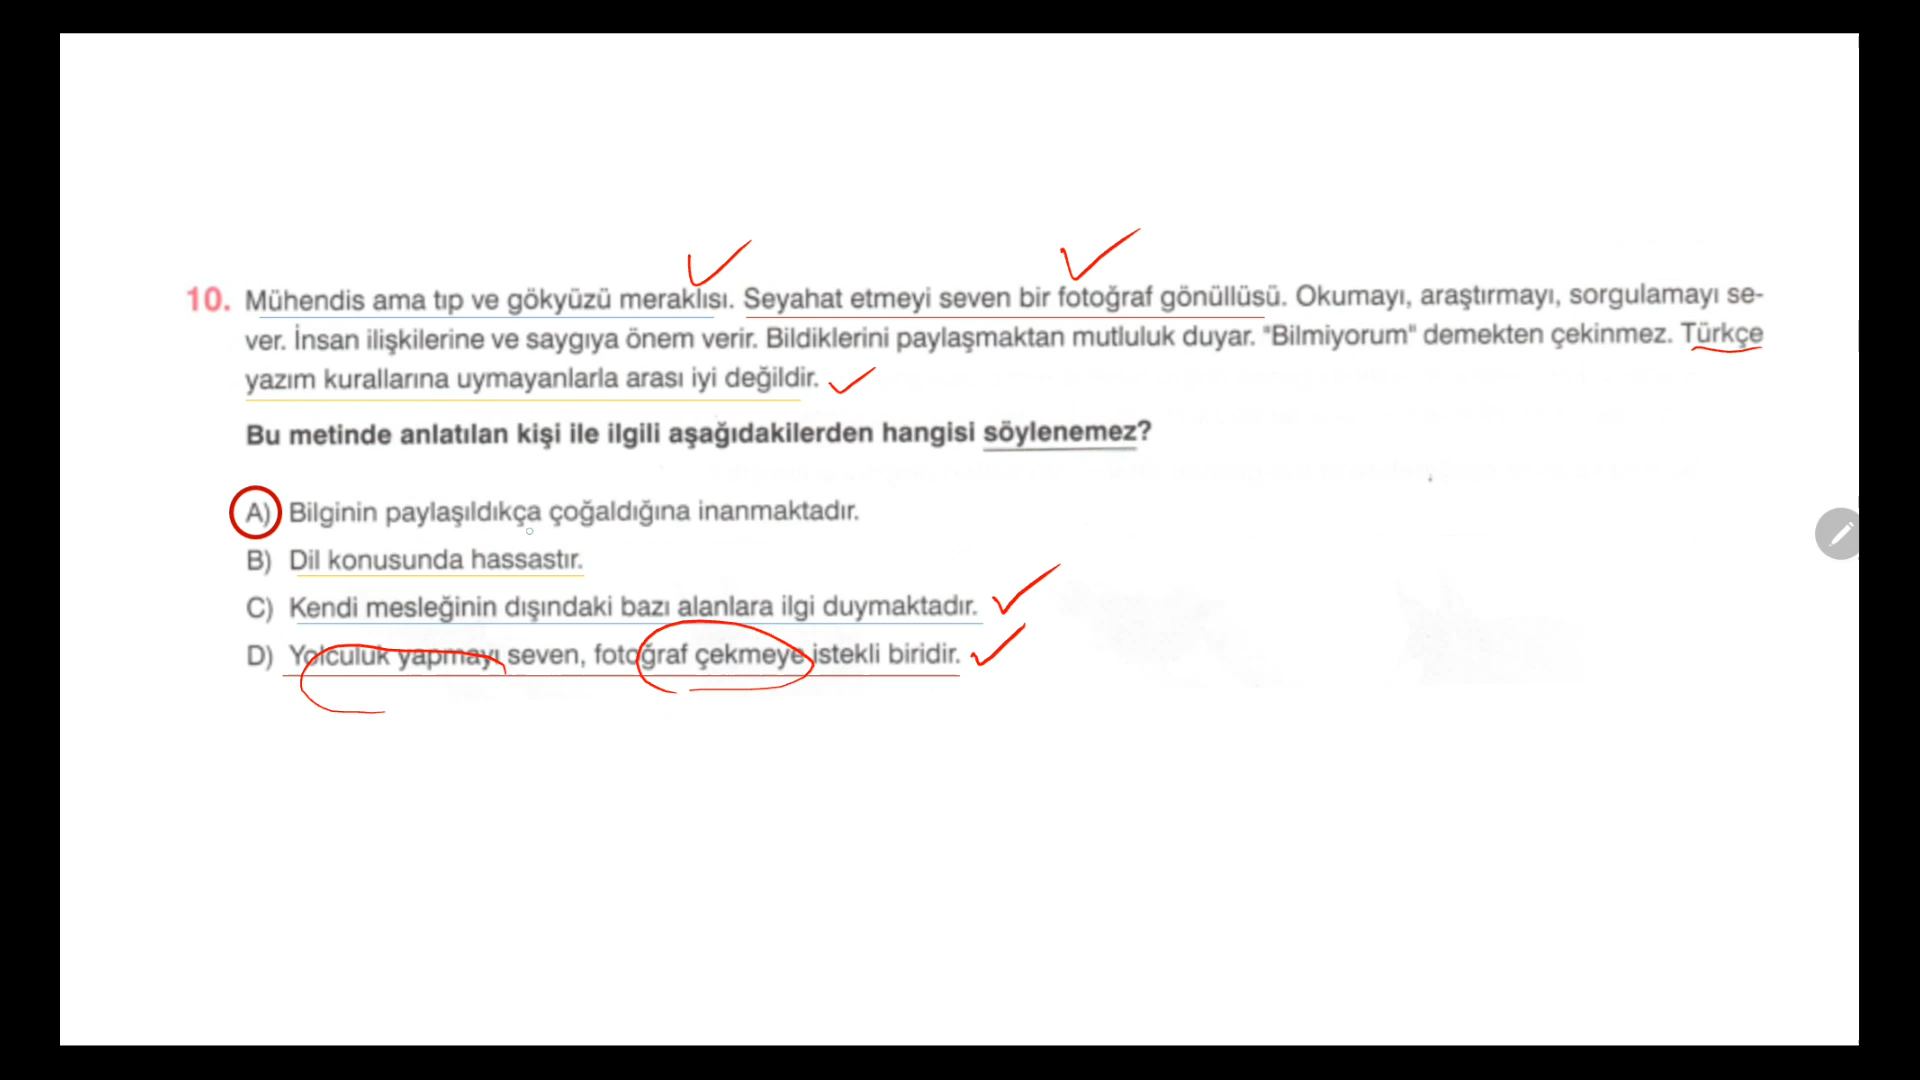 10. Mühendis ama tıp ve gökyüzü meraklısı. Seyahat etmeyi seven bir fotoğraf gönüllüsü. Okumayı, araştırmayı, sorgulamayı se-
ver. İnsan ilişkilerine ve saygıya önem verir. Bildiklerini paylaşmaktan mutluluk duyar. "Bilmiyorum" demekten çekinmez. Türkçe
yazım kurallarına uymayanlarla arası iyi değildir.
Bu metinde anlatılan kişi ile ilgili aşağıdakilerden hangisi söylenemez?
A) Bilginin paylaşıldıkça çoğaldığına inanmaktadır.
B) Dil konusunda hassastır.
C) Kendi mesleğinin dışındaki bazı alanlara ilgi duymaktadır.
D) Yolculuk yapmayı seven, fotoğraf çekmeye istekli biridir.